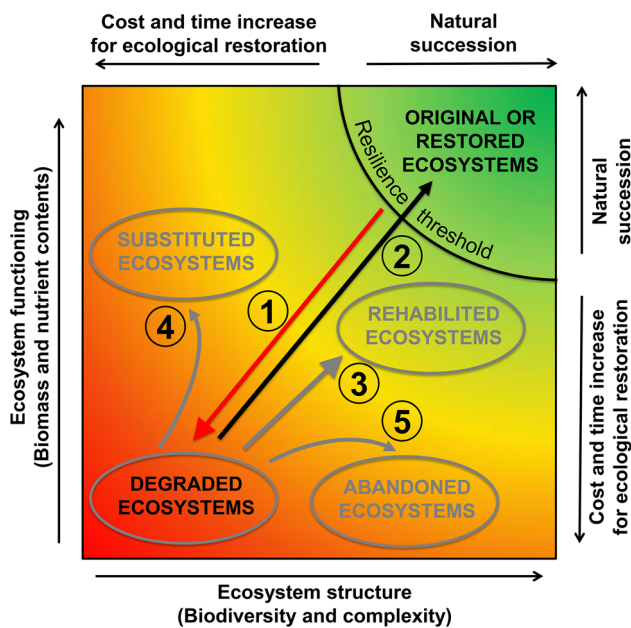 Cost and time increase
for ecological restoration
Natural
succession
ORIGINAL OR
RESTORED
ECOSYSTEMS
Resilience threshold
Natural
succession
Ecosystem functioning
(Biomass and nutrient contents)
SUBSTITUTED
ECOSYSTEMS
2
1
4
REHABILITED
ECOSYSTEMS
3
5
Cost and time increase
for ecological restoration
DEGRADED
ECOSYSTEMS
ABANDONED
ECOSYSTEMS
Ecosystem structure
(Biodiversity and complexity)